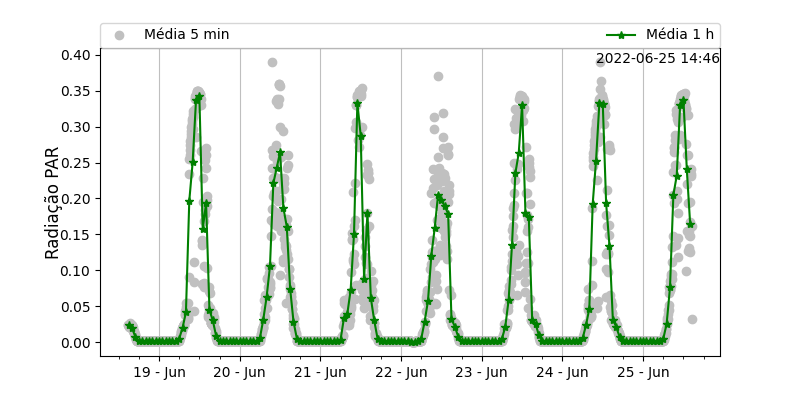 Média 5 min
Média 1 h
2022-06-25 14:46
0.40
0.35
0.30
0.25
0.20
0.15
0.10
0.05
0.00
Radiação PAR
19 - Jun
20 - Jun
21 - Jun
22 - Jun
23 - Jun
24 - Jun
25 - Jun